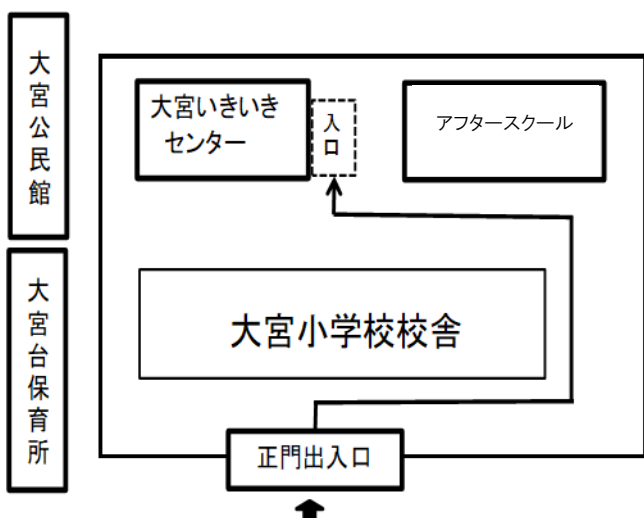 大宮公民館
大宮いきいき
センター
入口
アフタースクール
大宮台保育所
大宮小学校校舎
正門出入口